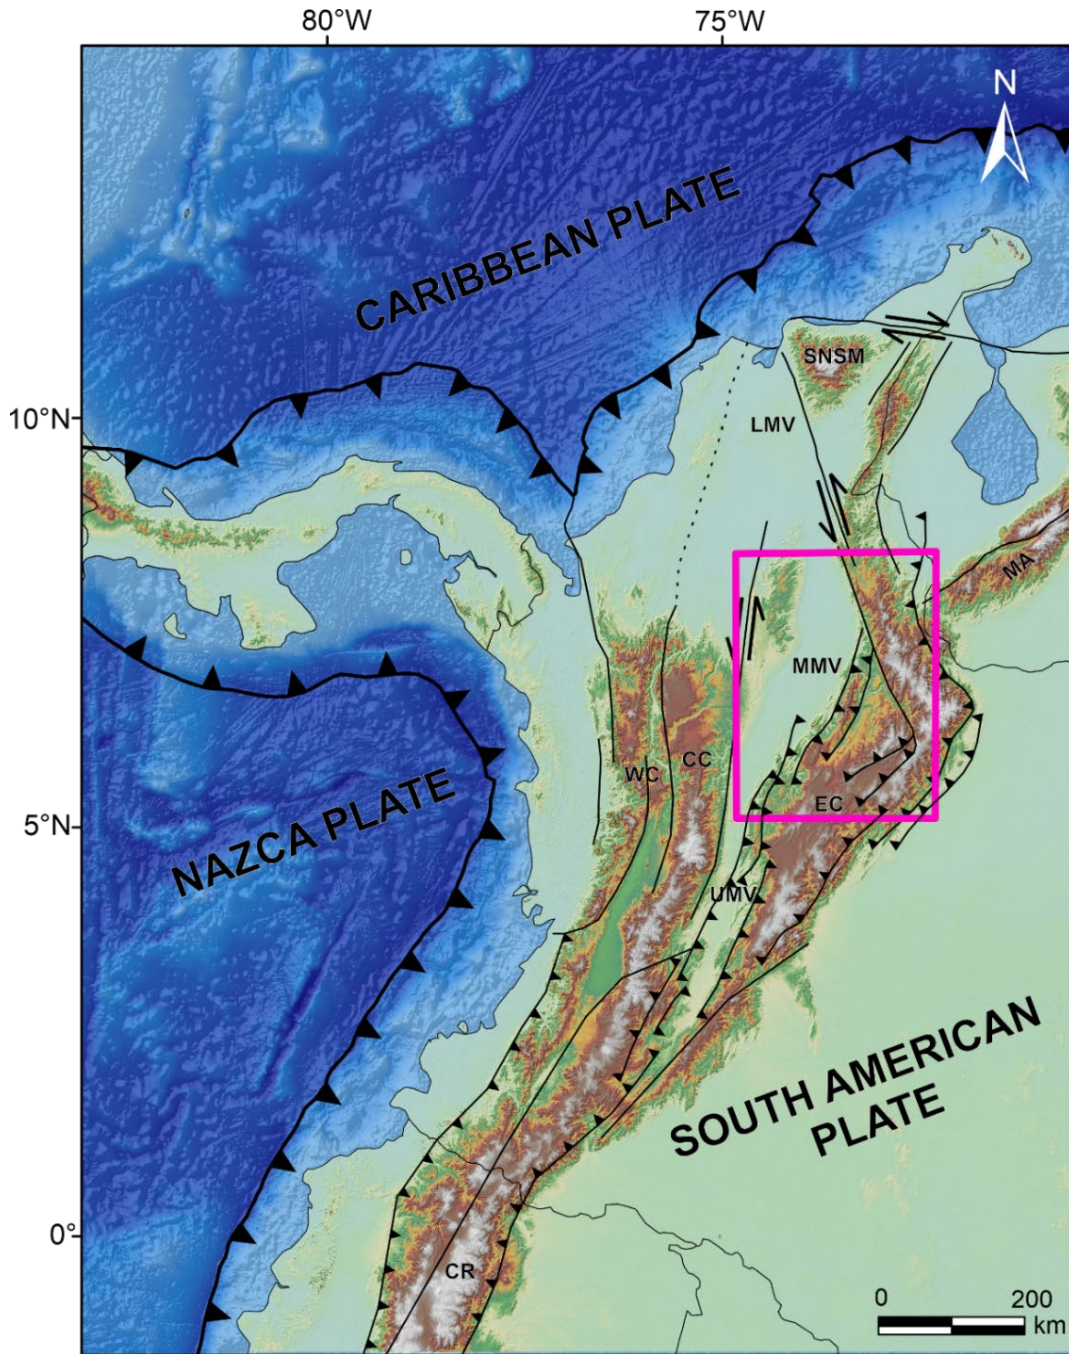 80°W
75°W
N
CARIBBEAN PLATE
SNSM
10°N
LMV
MA
MMV
WC
CC
EC
5°N
NAZCA PLATE
UMV
SOUTH AMERICAN
PLATE
0°
CR
0
200
km